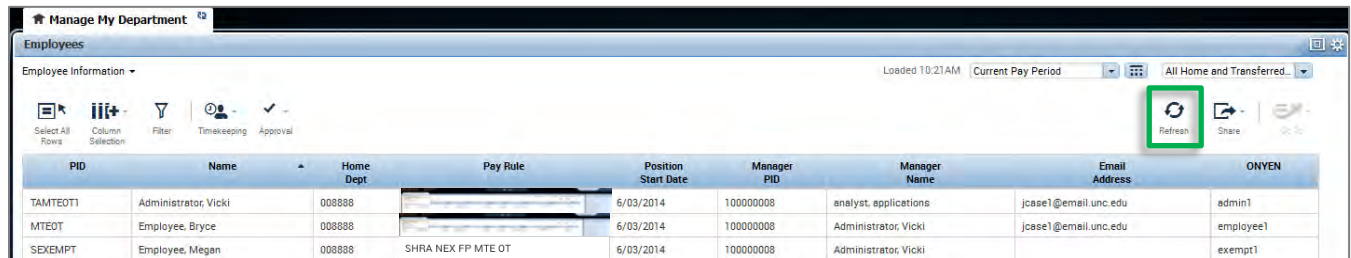 Manage My Department
Employees
Employee Information
Loaded 10:21AM Current Pay Period All Home and Transferred...
Select All Rows Column Selection Filter Timekeeping Approval Refresh Share Go To
PID Name Home Dept Pay Rule Position Start Date Manager PID Manager Name Email Address ONYEN
TAMTEOT1 Administrator, Vicki 008888 6/03/2014 100000008 analyst, applications jcase1@email.unc.edu admin1
MTEOT Employee, Bryce 008888 6/03/2014 100000008 Administrator, Vicki jcase1@email.unc.edu employee1
SEXEMPT Employee, Megan 008888 SHRA NEX FP MTE OT 6/03/2014 100000008 Administrator, Vicki exempt1